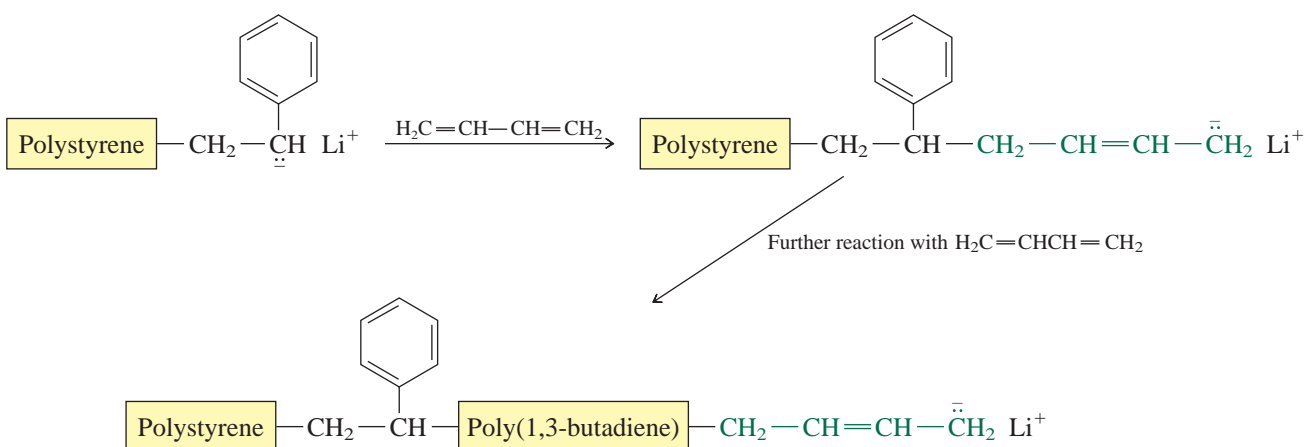 H₂C=CH—CH=CH₂
Polystyrene—CH₂—CH Li⁺
Polystyrene—CH₂—CH—CH₂—CH=CH—CH₂ Li⁺
Further reaction with H₂C=CHCH=CH₂
Polystyrene—CH₂—CH—Poly(1,3-butadiene)—CH₂—CH=CH—CH₂ Li⁺